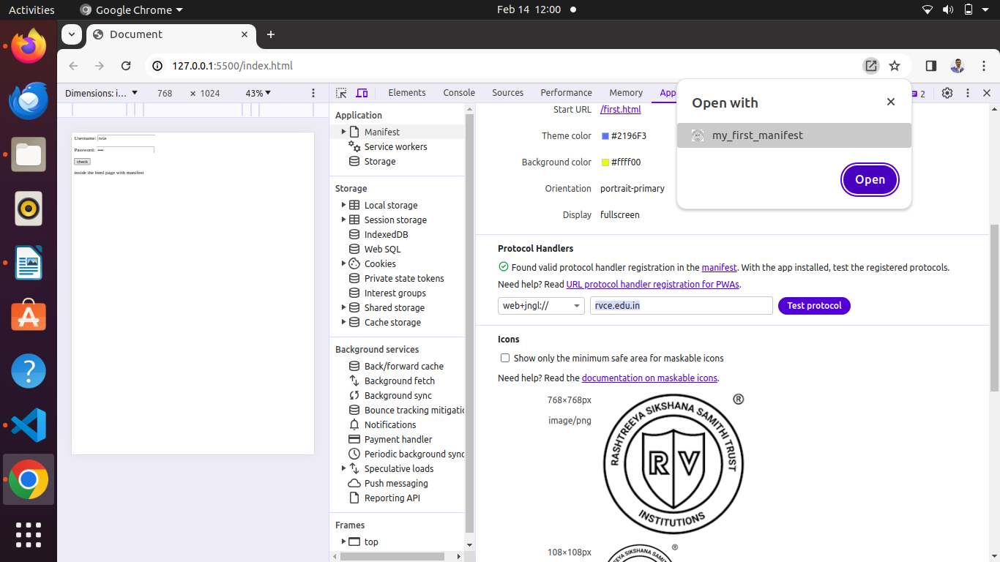 Activities
Google Chrome
Feb 14 12:00
Document
127.0.0.1:5500/index.html
Dimensions: i...
768
× 1024
43%
Elements
Console
Sources
Performance
Memory
App
2
Username: rvce
Password: ••••
check
inside the html page with manifest
Application
Manifest
Service workers
Storage
Storage
Local storage
Session storage
IndexedDB
Web SQL
Cookies
Private state tokens
Interest groups
Shared storage
Cache storage
Background services
Back/forward cache
Background fetch
Background sync
Bounce tracking mitigatio
Notifications
Payment handler
Periodic background sync
Speculative loads
Push messaging
Reporting API
Frames
top
Start URL
/first.html
Theme color
#2196F3
Background color
#ffff00
Orientation
portrait-primary
Display
fullscreen
Open with
my_first_manifest
Open
Protocol Handlers
Found valid protocol handler registration in the manifest. With the app installed, test the registered protocols.
Need help? Read URL protocol handler registration for PWAs.
web+jngl://
rvce.edu.in
Test protocol
Icons
Show only the minimum safe area for maskable icons
Need help? Read the documentation on maskable icons.
768×768px
image/png
®
RASHTREEYA SIKSHANA SAMITHI TRUST
RV
INSTITUTIONS
108×108px
®